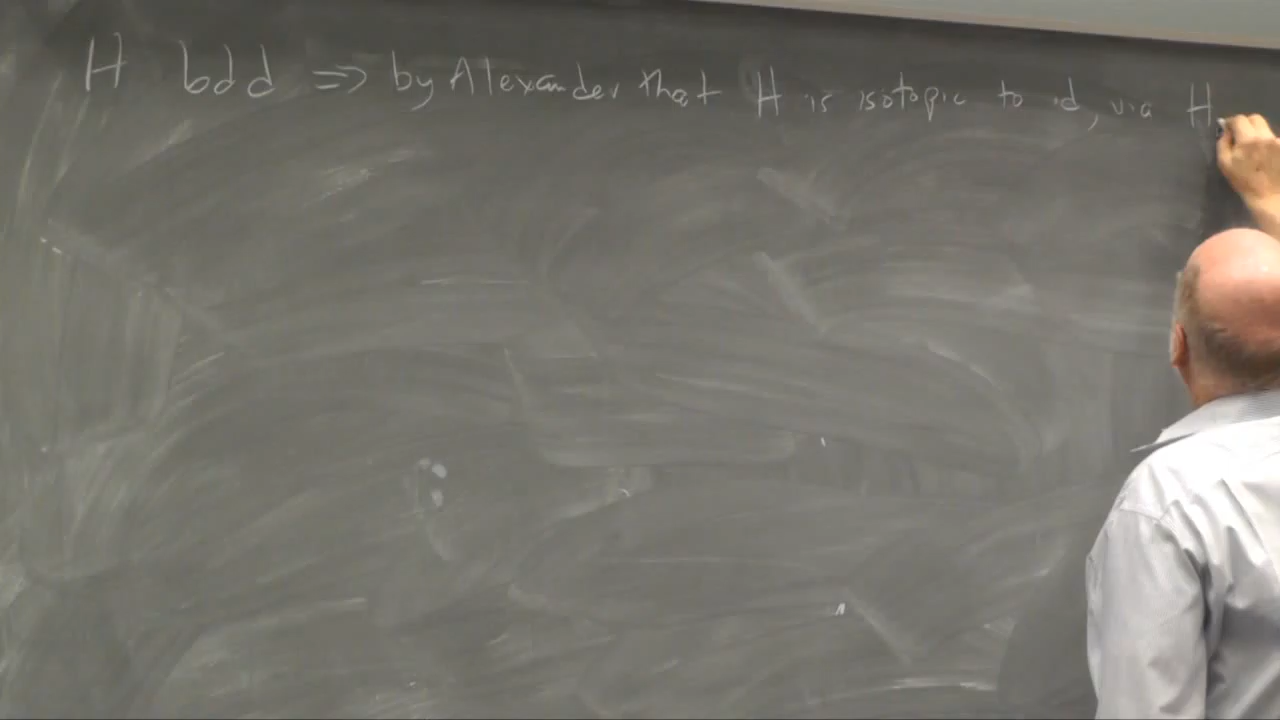 H bdd ⇒ by Alexander that H is isotopic to id, via H